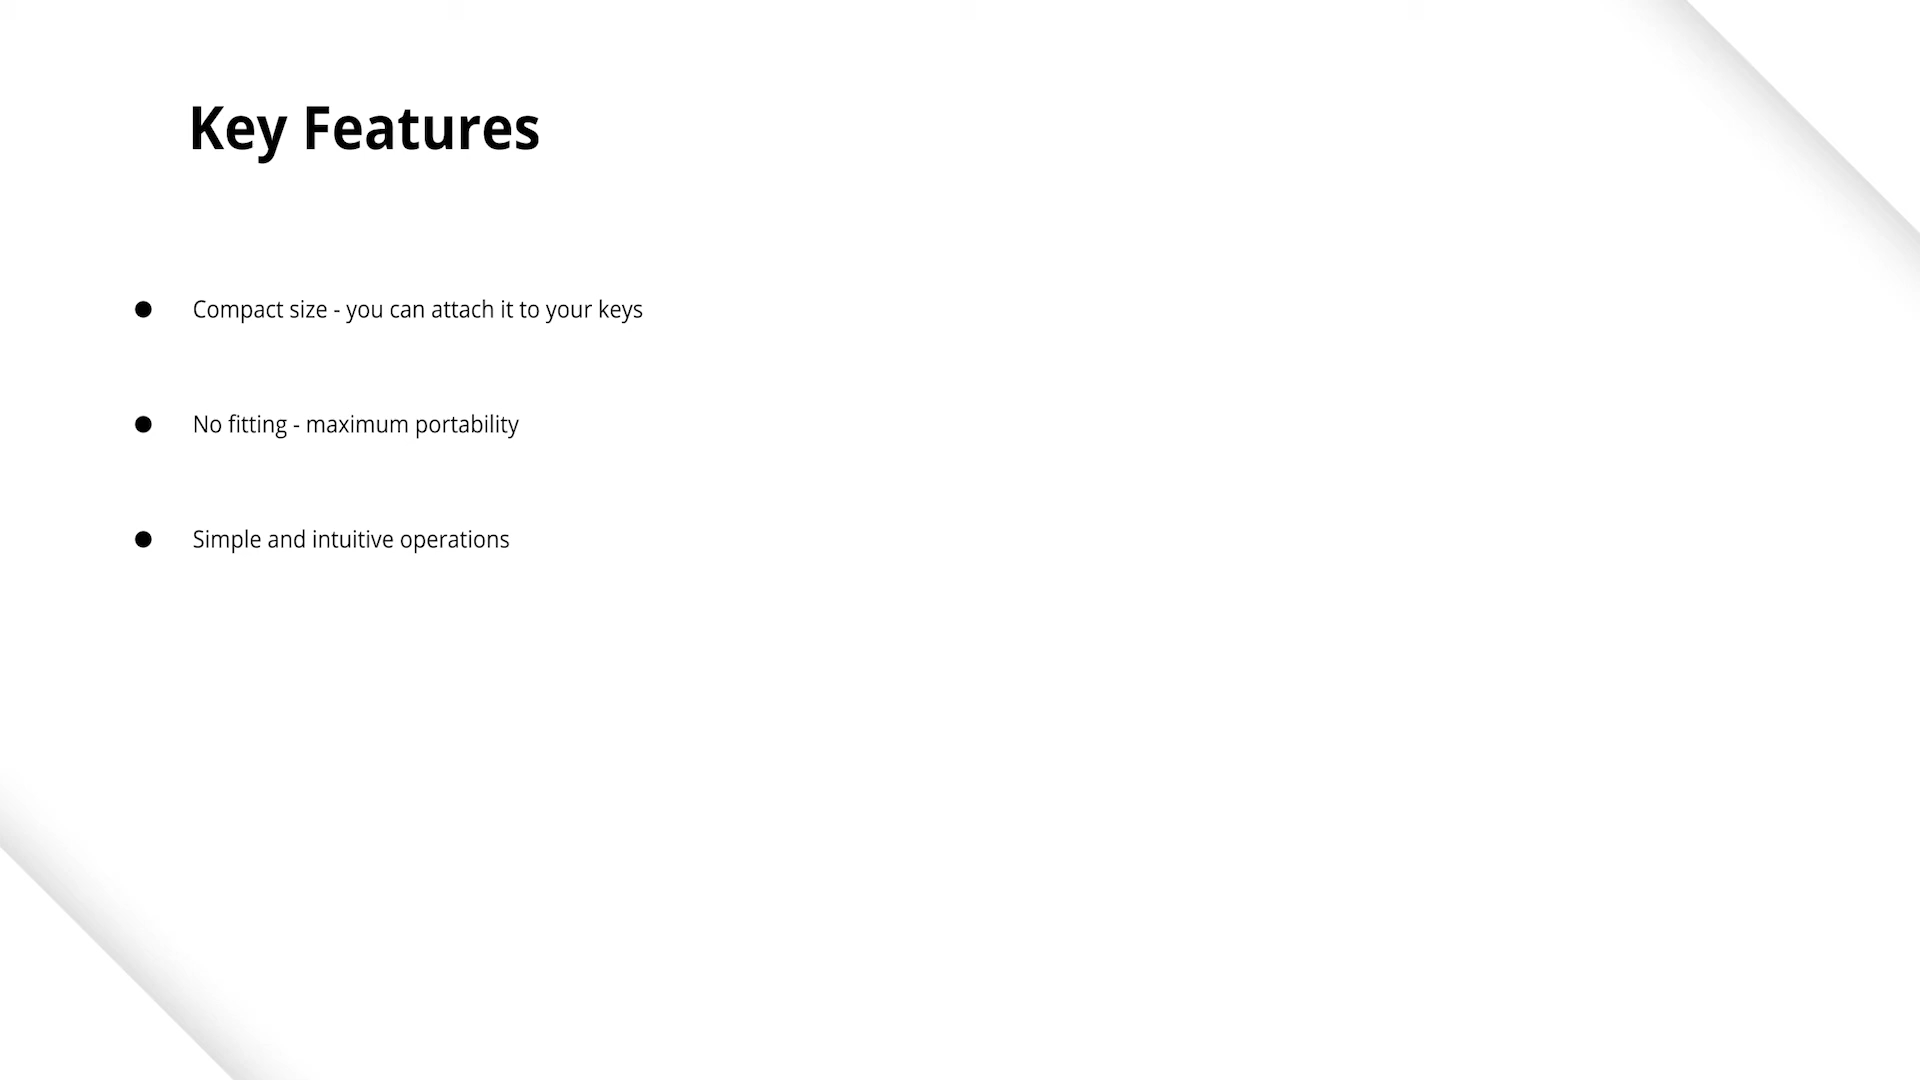 Key Features
● Compact size - you can attach it to your keys
● No fitting - maximum portability
● Simple and intuitive operations